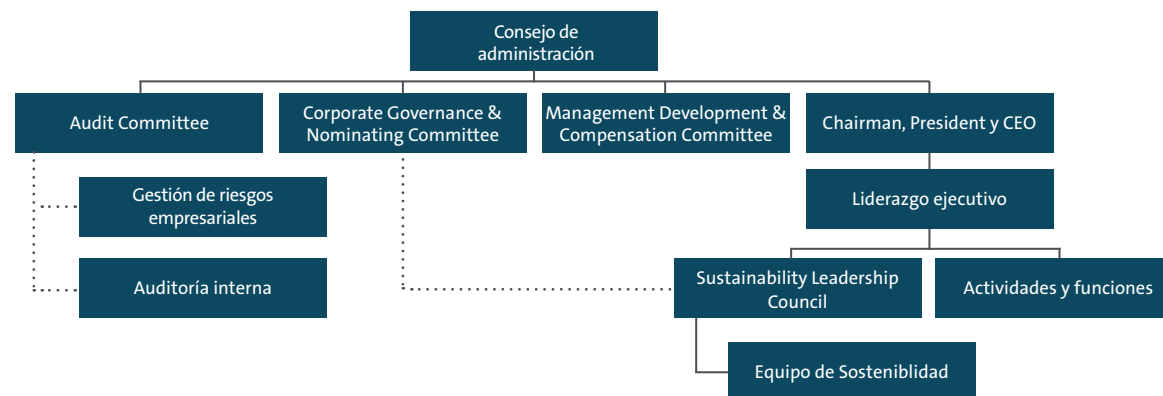 Consejo de
administración
Audit Committee
Corporate Governance &
Nominating Committee
Management Development &
Compensation Committee
Chairman, President y CEO
Gestión de riesgos
empresariales
Liderazgo ejecutivo
Auditoría interna
Sustainability Leadership
Council
Actividades y funciones
Equipo de Sosteniblidad